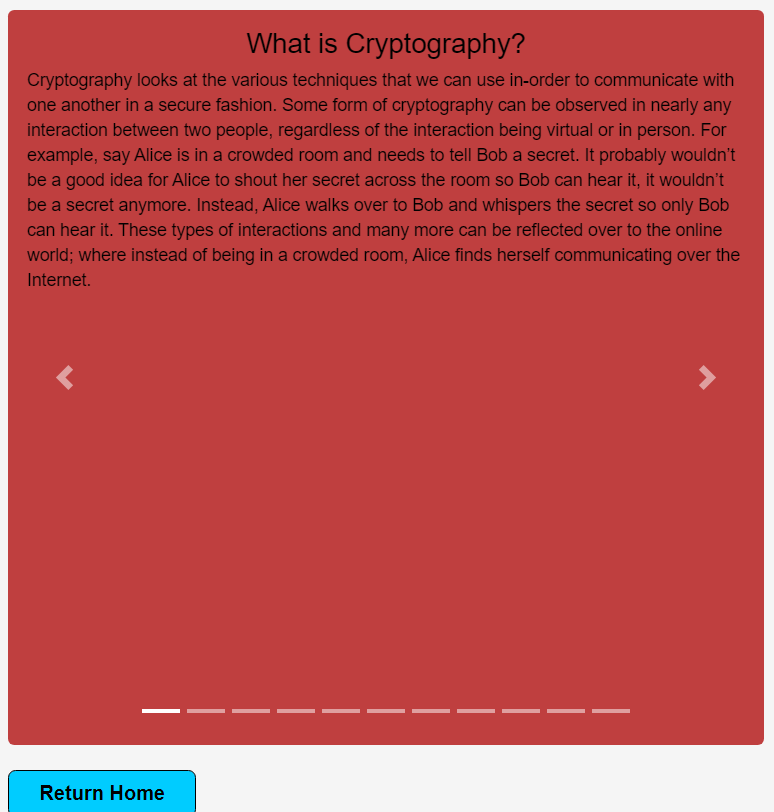 What is Cryptography?
Cryptography looks at the various techniques that we can use in-order to communicate with
one another in a secure fashion. Some form of cryptography can be observed in nearly any
interaction between two people, regardless of the interaction being virtual or in person. For
example, say Alice is in a crowded room and needs to tell Bob a secret. It probably wouldn’t
be a good idea for Alice to shout her secret across the room so Bob can hear it, it wouldn’t
be a secret anymore. Instead, Alice walks over to Bob and whispers the secret so only Bob
can hear it. These types of interactions and many more can be reflected over to the online
world; where instead of being in a crowded room, Alice finds herself communicating over the
Internet.
Return Home